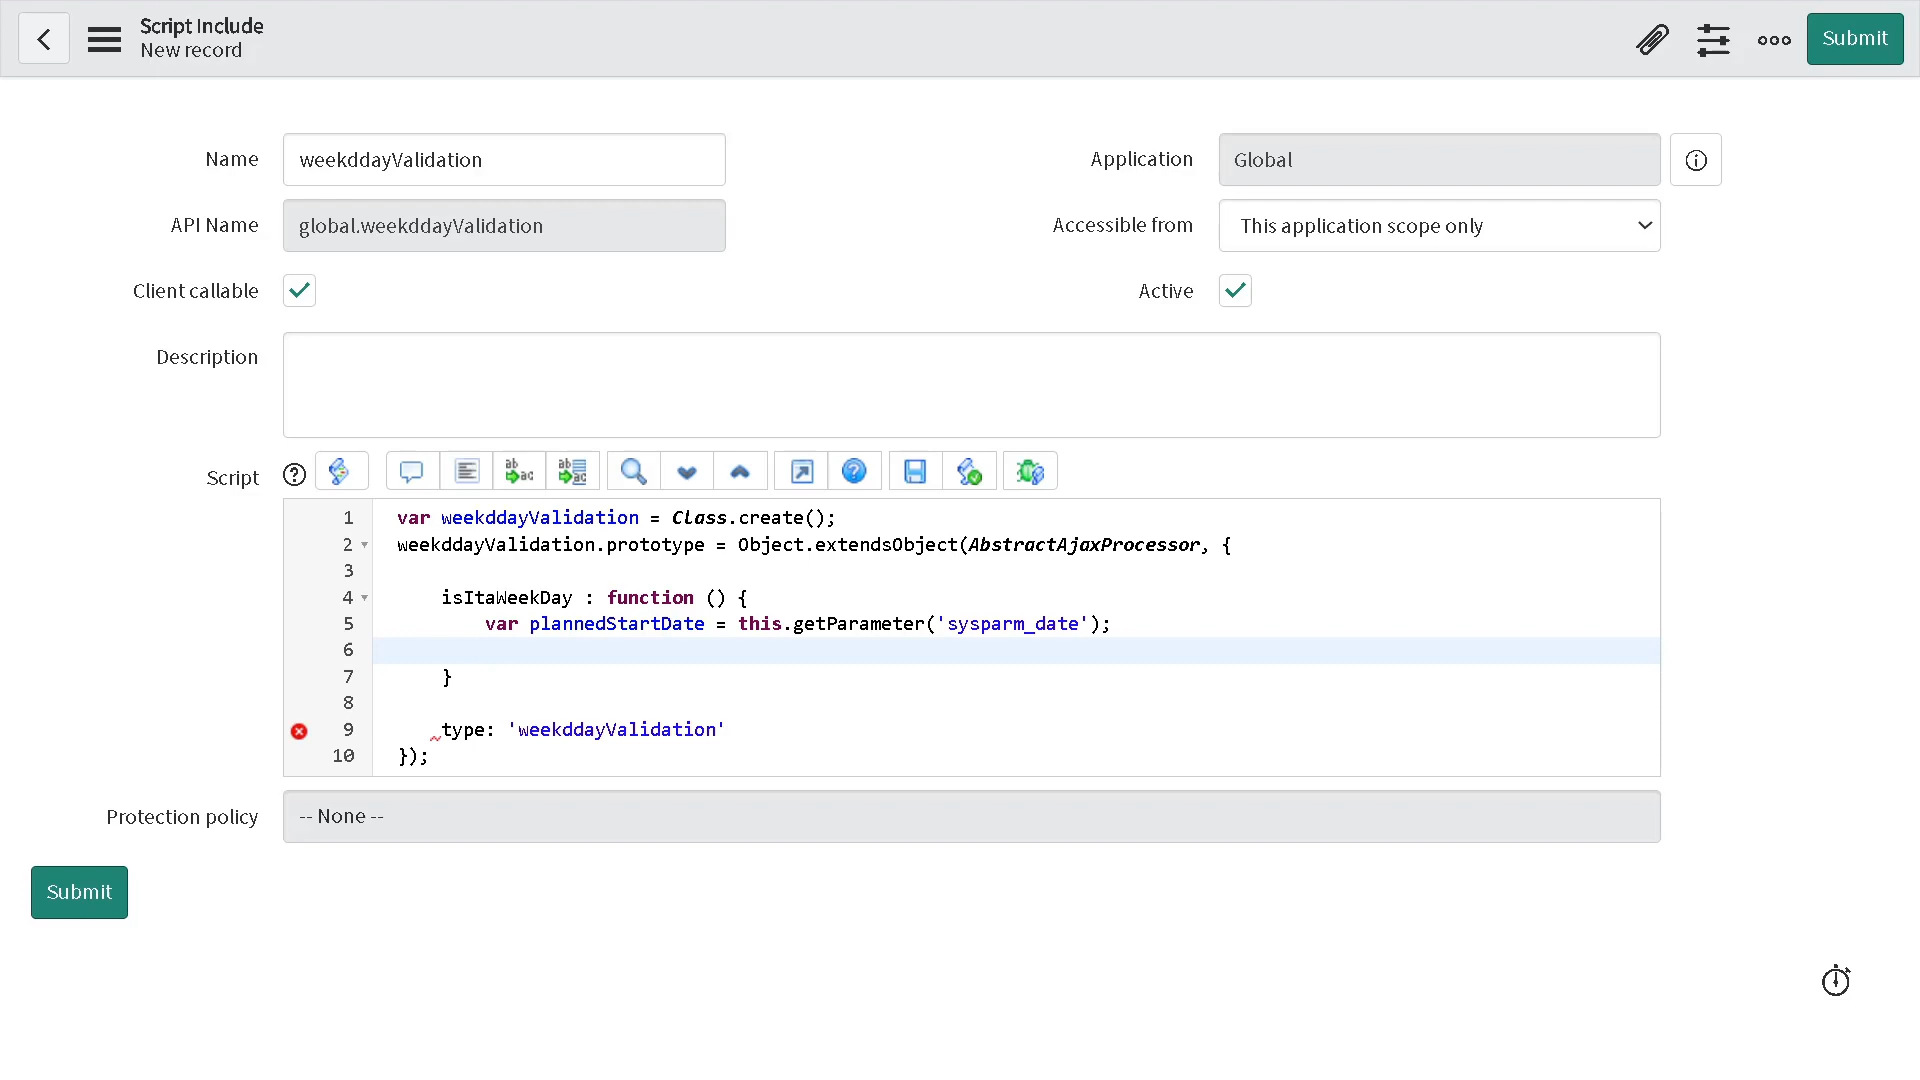 Script Include
New record
Submit
Name
weekddayValidation
Application
Global
API Name
global.weekddayValidation
Accessible from
This application scope only
Client callable
Active
Description
Script
1 var weekddayValidation = Class.create();
2 weekddayValidation.prototype = Object.extendsObject(AbstractAjaxProcessor, {
3
4 isItaWeekDay : function () {
5 var plannedStartDate = this.getParameter('sysparm_date');
6
7 }
8
9 type: 'weekddayValidation'
10 });
Protection policy
-- None --
Submit